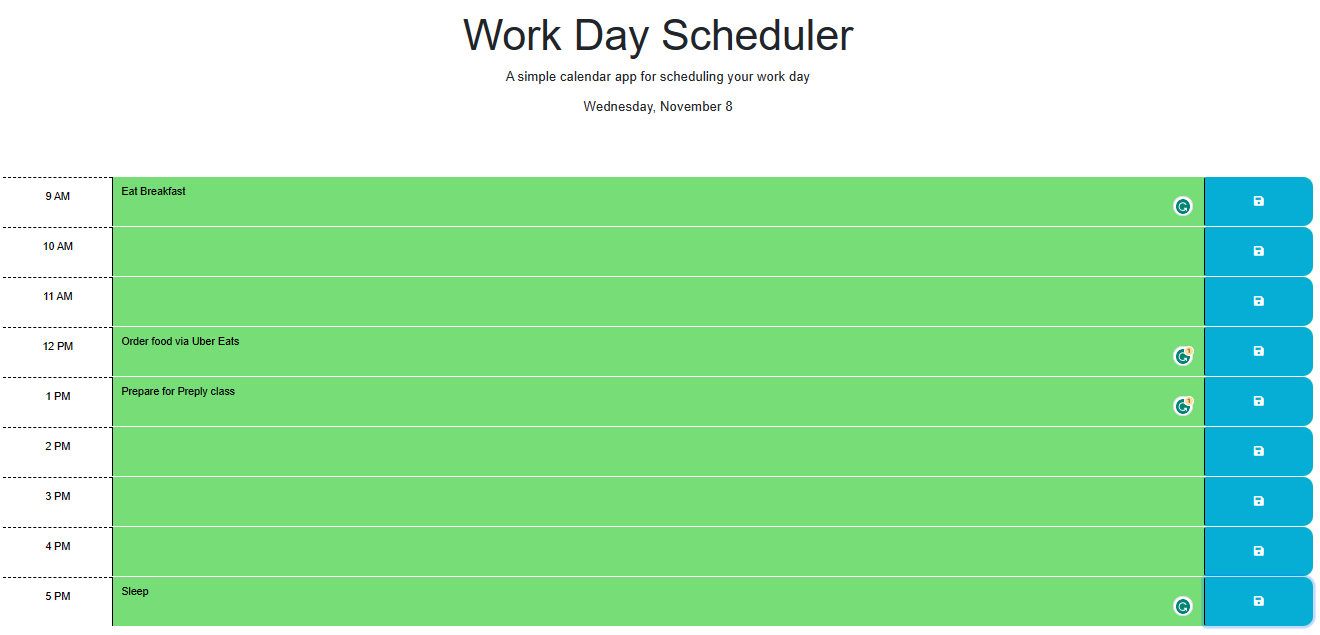 Work Day Scheduler
A simple calendar app for scheduling your work day
Wednesday, November 8
9 AM Eat Breakfast
10 AM
11 AM
12 PM Order food via Uber Eats
1 PM Prepare for Preply class
2 PM
3 PM
4 PM
5 PM Sleep